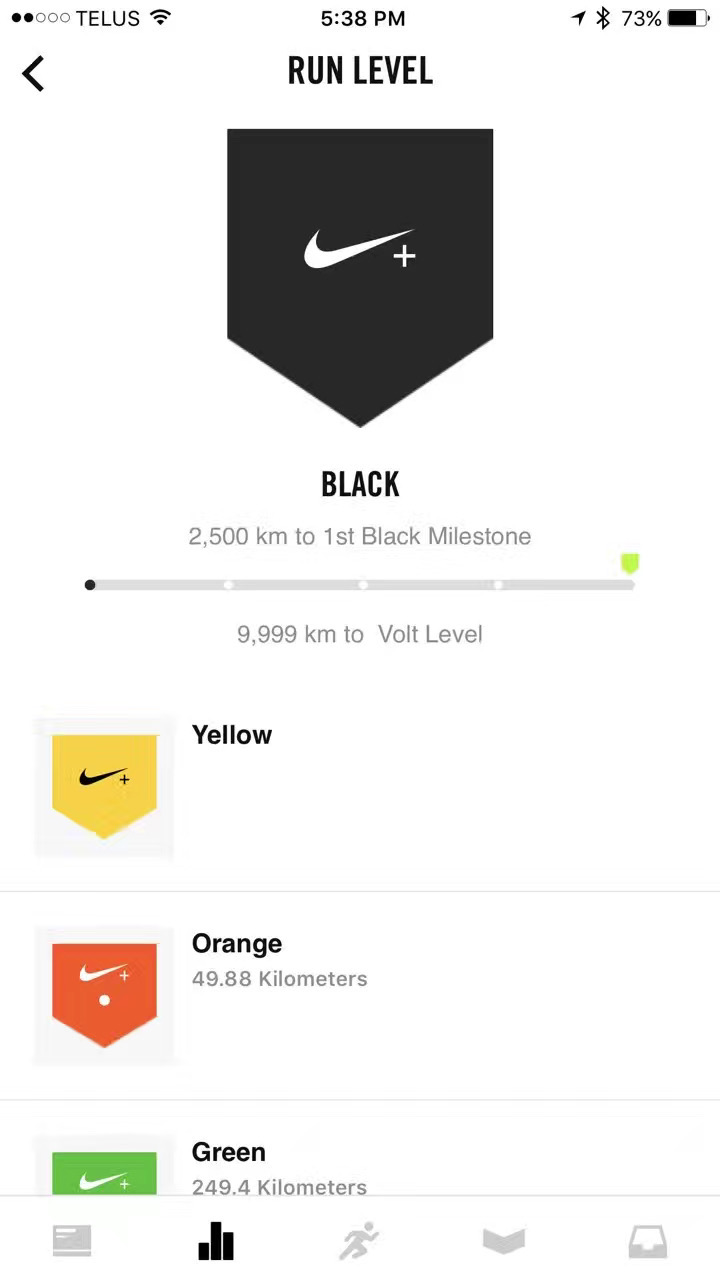 TELUS 5:38 PM 73%
RUN LEVEL
+
BLACK
2,500 km to 1st Black Milestone
9,999 km to Volt Level
Yellow
+
Orange
49.88 Kilometers
+
Green
249.4 Kilometers
+